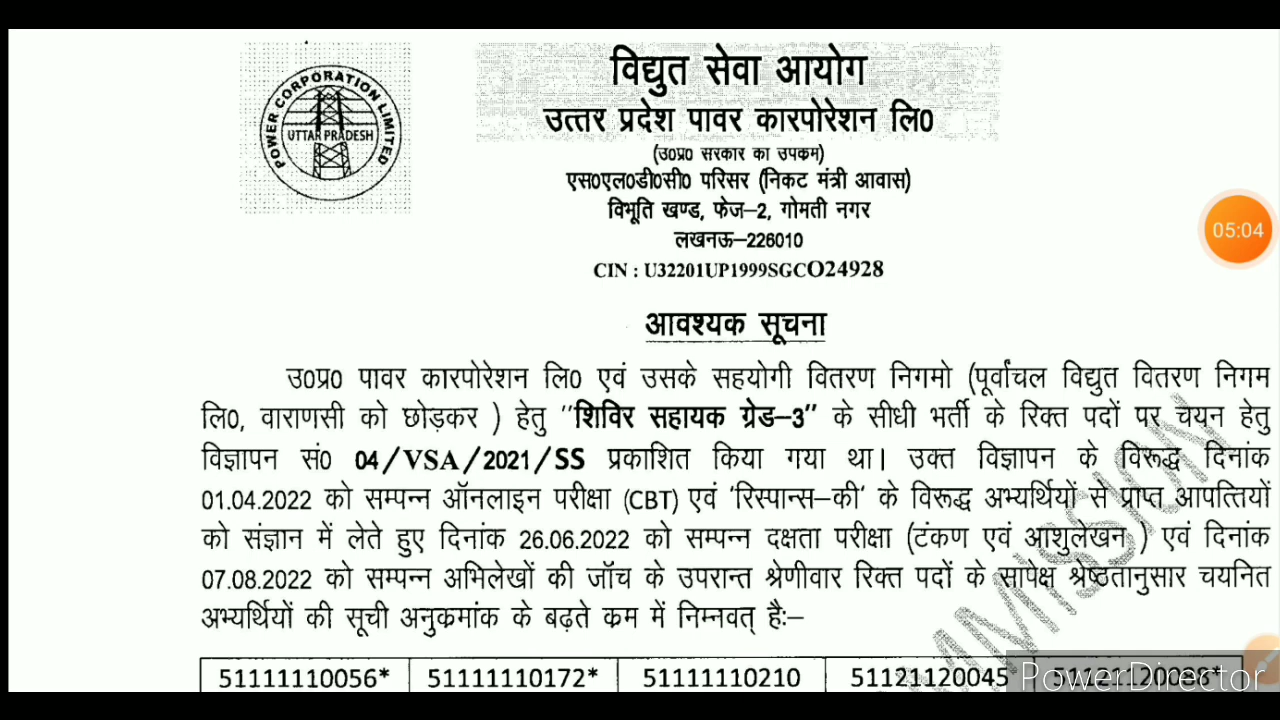 POWER CORPORATION LIMITED
UTTAR PRADESH
विद्युत सेवा आयोग
उत्तर प्रदेश पावर कारपोरेशन लि0
(उ0प्र0 सरकार का उपकम)
एस0एल0डी0सी0 परिसर (निकट मंत्री आवास)
विभूति खण्ड, फेज–2, गोमती नगर
लखनऊ–226010
CIN : U32201UP1999SGCO24928
05:04
आवश्यक सूचना
उ0प्र0 पावर कारपोरेशन लि0 एवं उसके सहयोगी वितरण निगमो (पूर्वांचल विद्युत वितरण निगम
लि0, वाराणसी को छोड़कर ) हेतु "शिविर सहायक ग्रेड–3" के सीधी भर्ती के रिक्त पदों पर चयन हेतु
विज्ञापन सं0 04/VSA/2021/SS प्रकाशित किया गया था। उक्त विज्ञापन के विरूद्ध दिनांक
01.04.2022 को सम्पन्न ऑनलाइन परीक्षा (CBT) एवं 'रिस्पान्स–की' के विरूद्ध अभ्यर्थियों से प्राप्त आपत्तियों
को संज्ञान में लेते हुए दिनांक 26.06.2022 को सम्पन्न दक्षता परीक्षा (टंकण एवं आशुलेखन ) एवं दिनांक
07.08.2022 को सम्पन्न अभिलेखों की जॉच के उपरान्त श्रेणीवार रिक्त पदों के सापेक्ष श्रेष्ठतानुसार चयनित
अभ्यर्थियों की सूची अनुकमांक के बढ़ते कम में निम्नवत् हैः–
51111110056* 51111110172* 51111110210 51121120045 51121120088*
PowerDirector